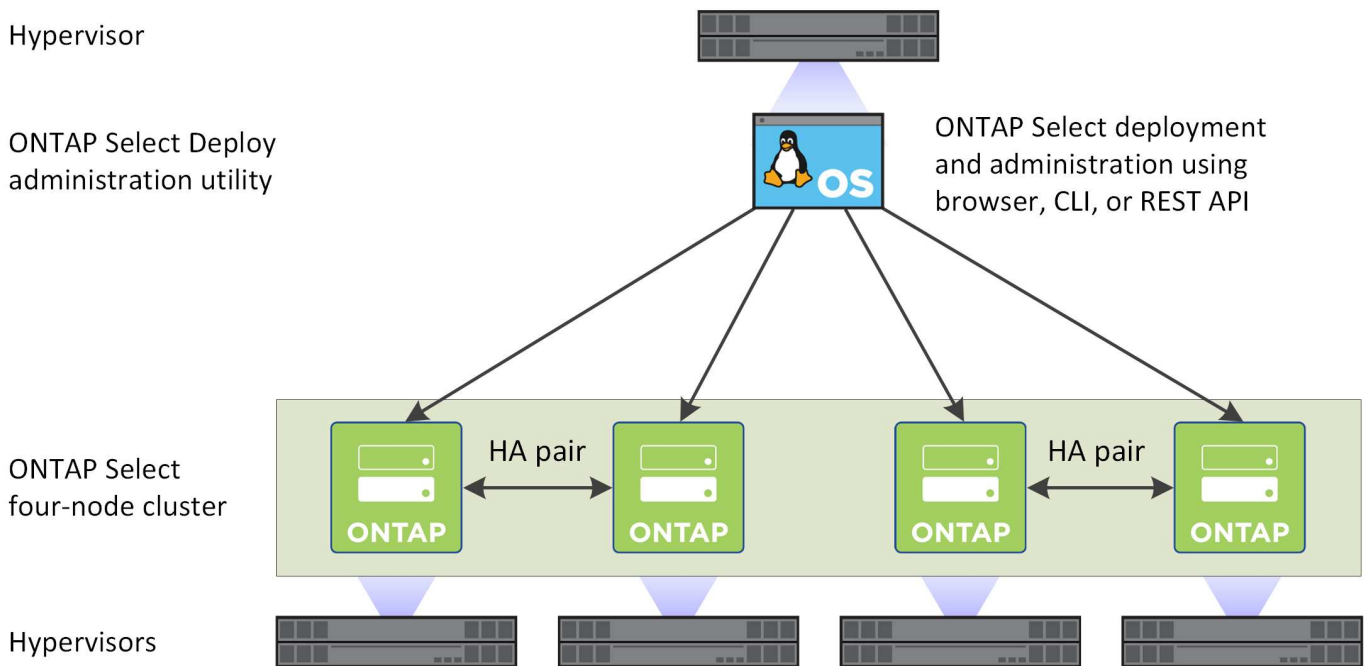 Hypervisor
ONTAP Select Deploy
administration utility
OS
ONTAP Select deployment
and administration using
browser, CLI, or REST API
ONTAP Select
four-node cluster
HA pair
HA pair
ONTAP
ONTAP
ONTAP
ONTAP
Hypervisors